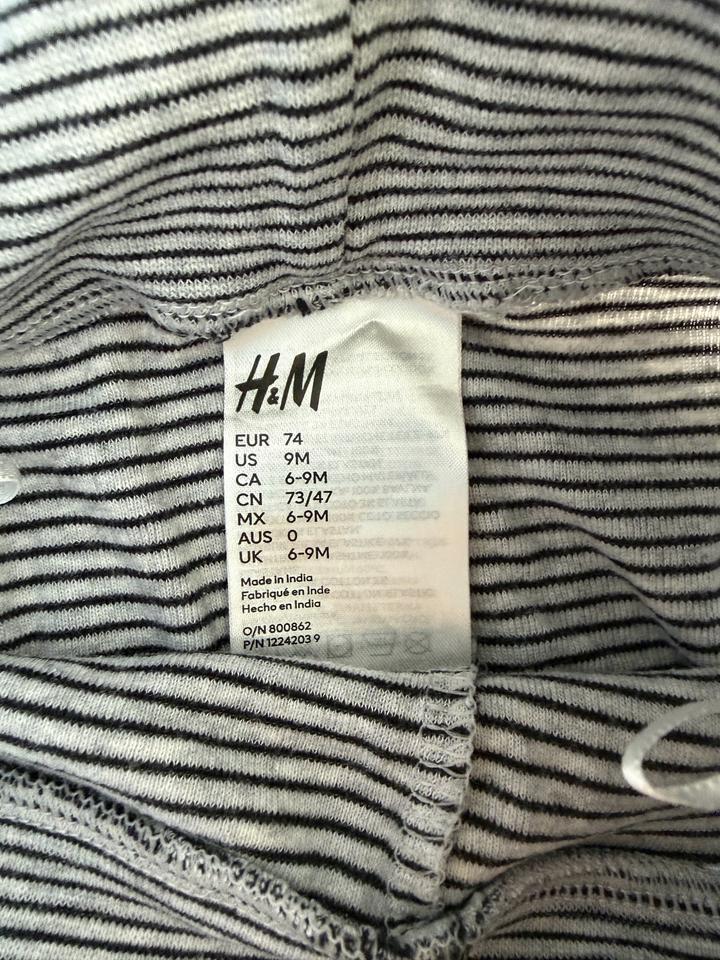 H&M
EUR 74
US 9M
CA 6-9M
CN 73/47
MX 6-9M
AUS 0
UK 6-9M
Made in India
Fabriqué en Inde
Hecho en India
O/N 800862
P/N 1224203 9